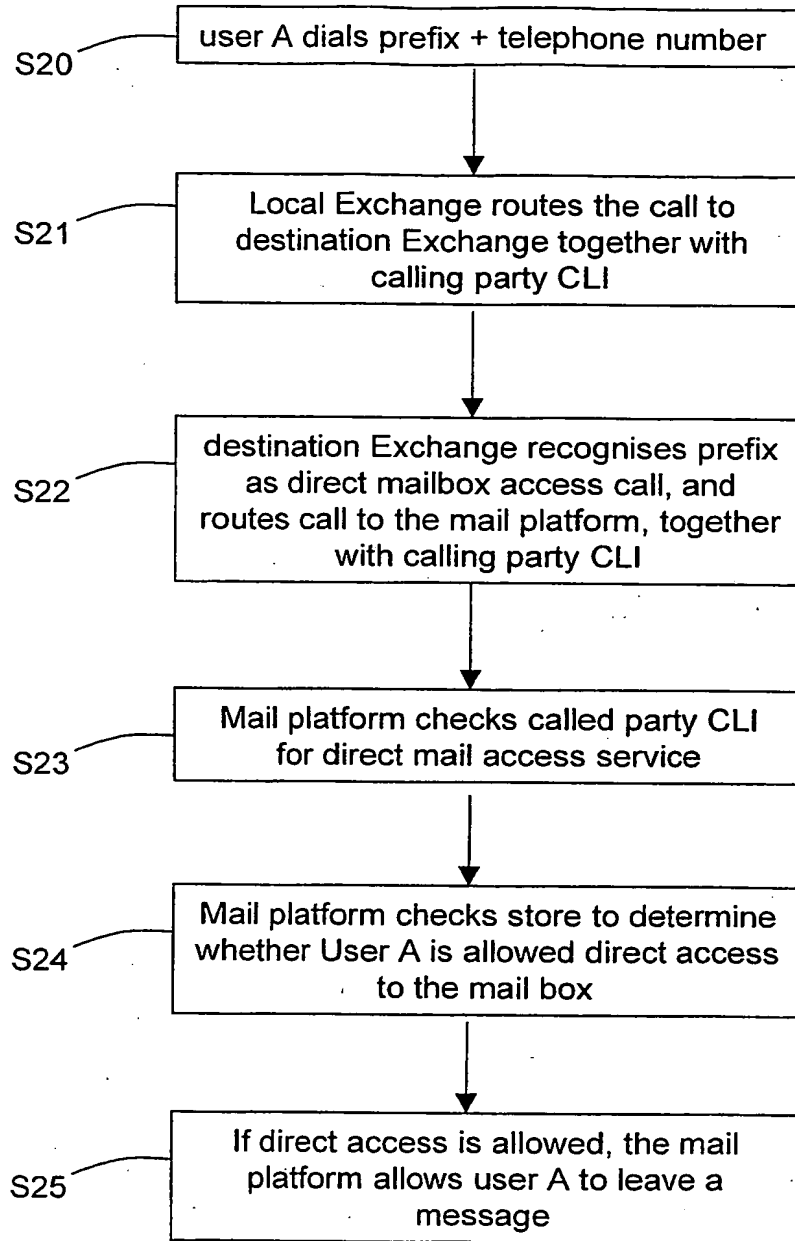 S20
user A dials prefix + telephone number
S21
Local Exchange routes the call to
destination Exchange together with
calling party CLI
S22
destination Exchange recognises prefix
as direct mailbox access call, and
routes call to the mail platform, together
with calling party CLI
S23
Mail platform checks called party CLI
for direct mail access service
S24
Mail platform checks store to determine
whether User A is allowed direct access
to the mail box
S25
If direct access is allowed, the mail
platform allows user A to leave a
message